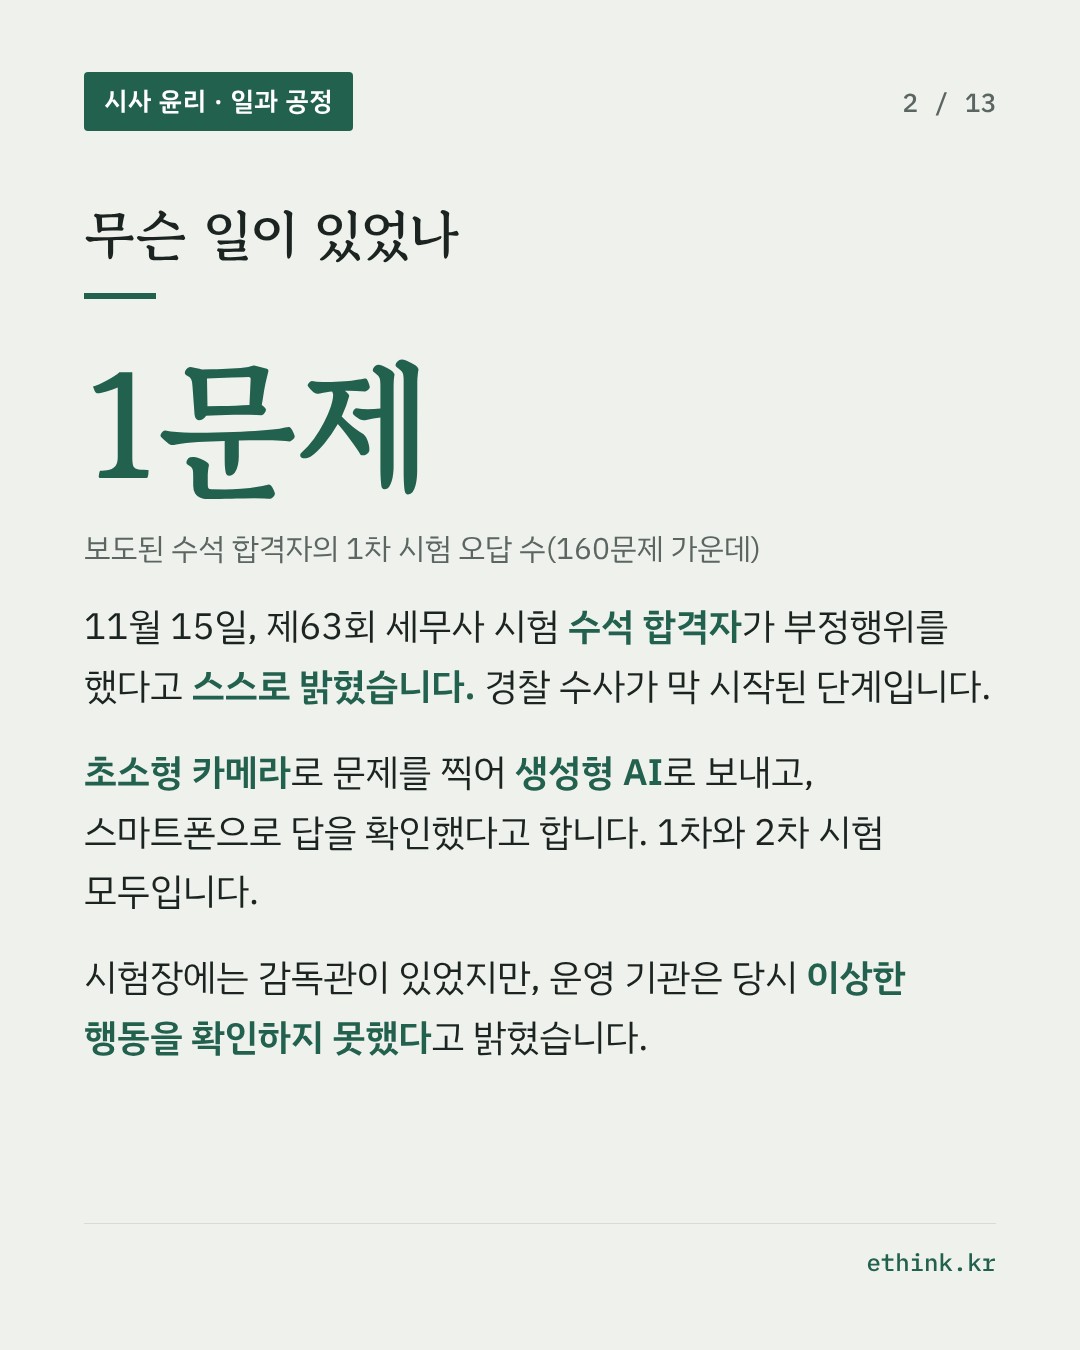 시사 윤리 · 일과 공정
2 / 13
무슨 일이 있었나
1문제
보도된 수석 합격자의 1차 시험 오답 수(160문제 가운데)
11월 15일, 제63회 세무사 시험 수석 합격자가 부정행위를
했다고 스스로 밝혔습니다. 경찰 수사가 막 시작된 단계입니다.
초소형 카메라로 문제를 찍어 생성형 AI로 보내고,
스마트폰으로 답을 확인했다고 합니다. 1차와 2차 시험
모두입니다.
시험장에는 감독관이 있었지만, 운영 기관은 당시 이상한
행동을 확인하지 못했다고 밝혔습니다.
ethink.kr